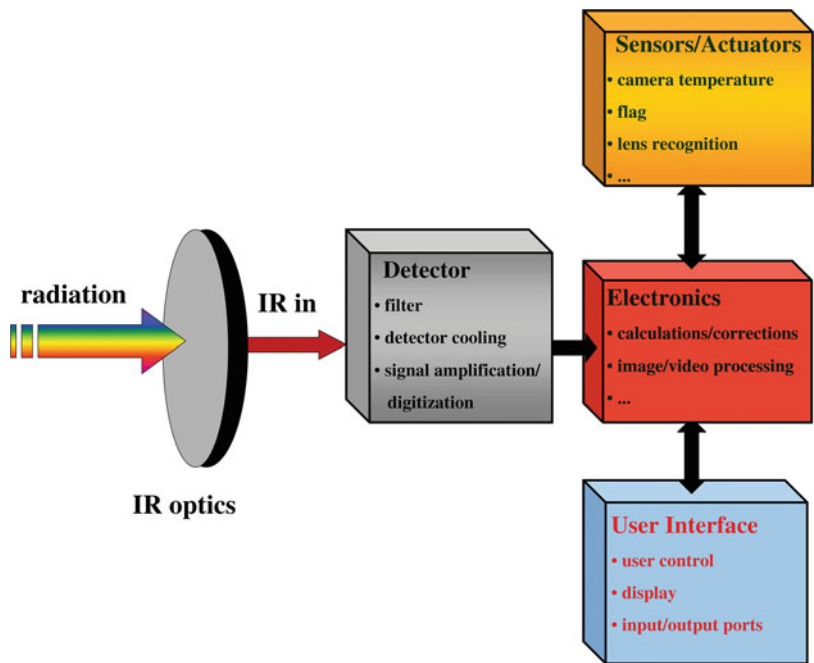 radiation
IR optics
IR in
Detector
• filter
• detector cooling
• signal amplification/
digitization
Sensors/Actuators
• camera temperature
• flag
• lens recognition
• ...
Electronics
• calculations/corrections
• image/video processing
• ...
User Interface
• user control
• display
• input/output ports